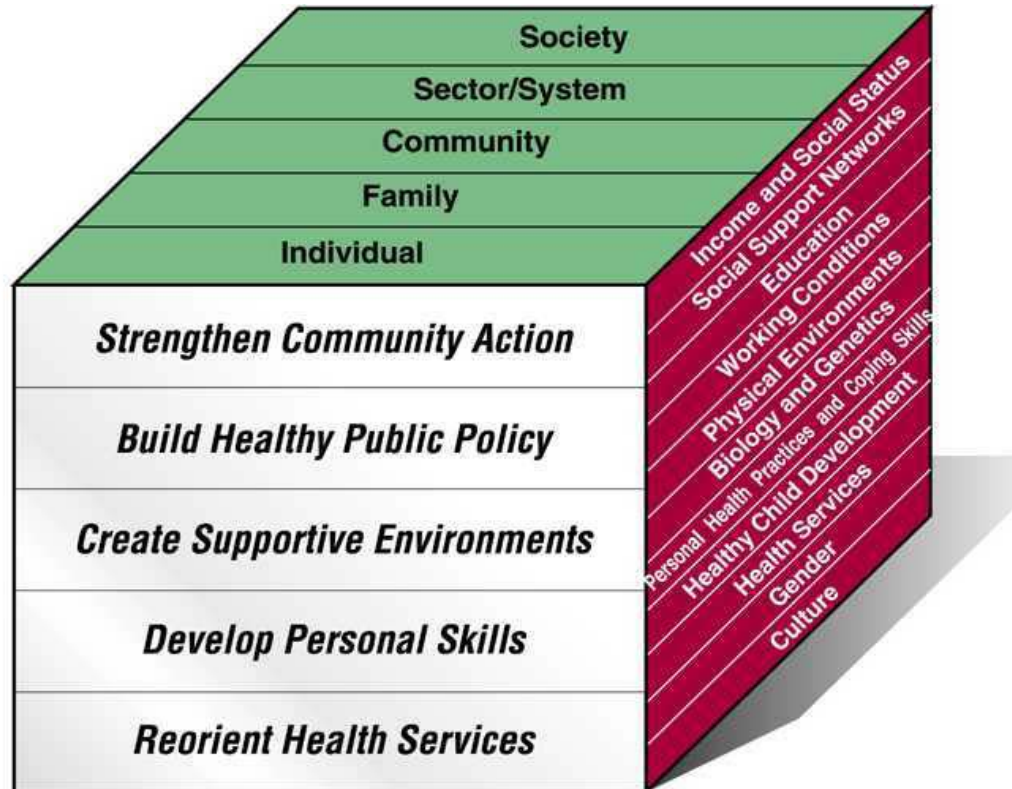 Society
Sector/System
Community
Family
Individual
Strengthen Community Action
Build Healthy Public Policy
Create Supportive Environments
Develop Personal Skills
Reorient Health Services
Income and Social Status
Social Support Networks
Education
Working Conditions
Physical Environments
Biology and Genetics
Personal Health Practices and Coping Skills
Healthy Child Development
Health Services
Gender
Culture